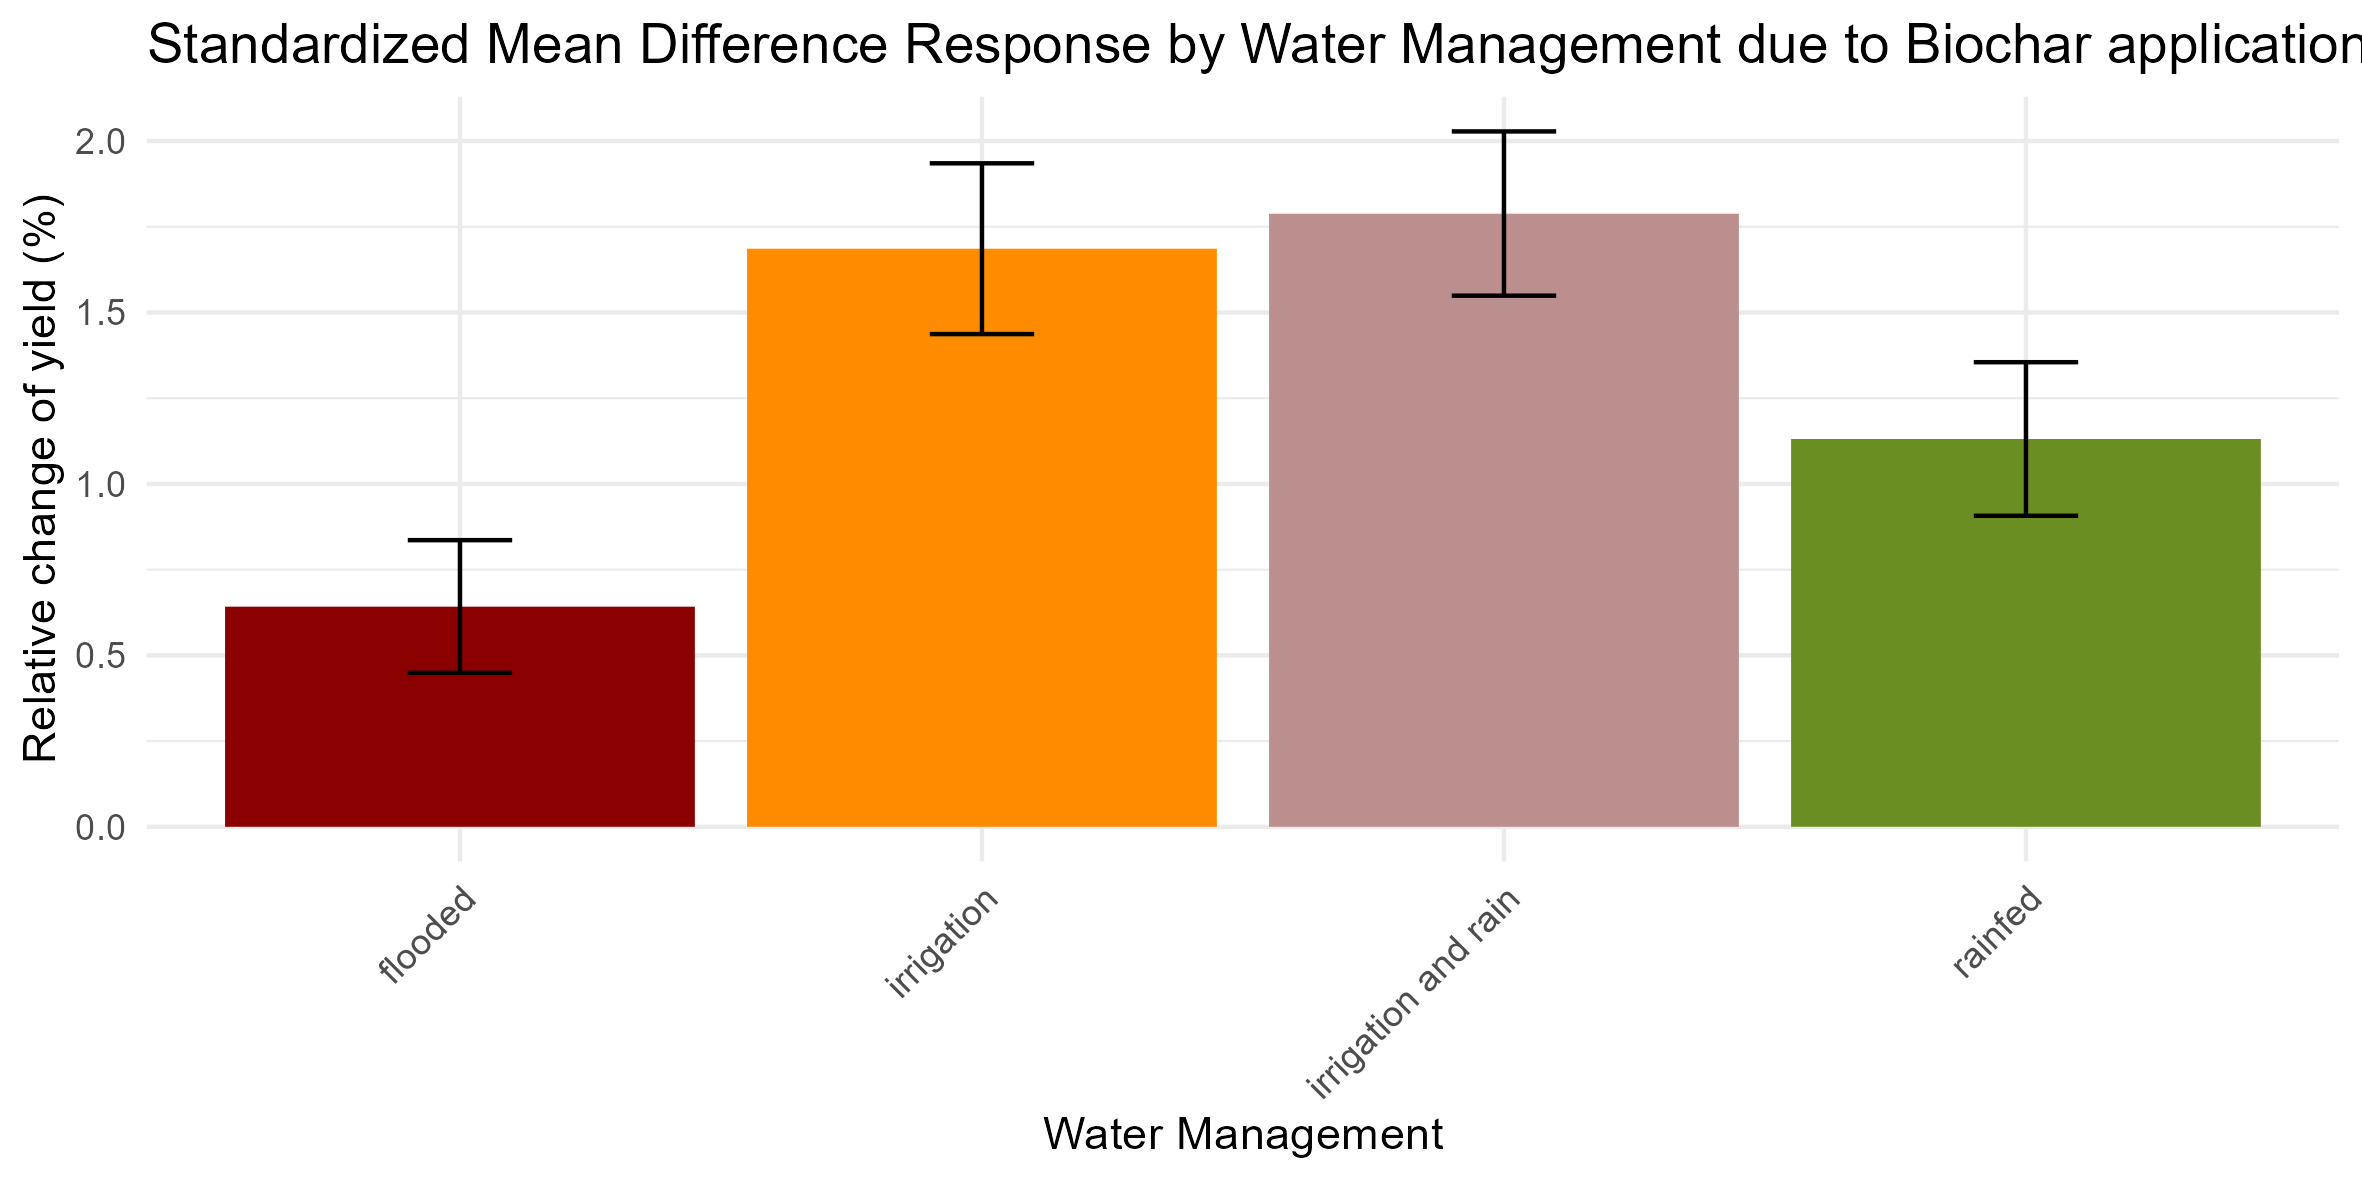 Standardized Mean Difference Response by Water Management due to Biochar application
Relative change of yield (%)
2.0
1.5
1.0
0.5
0.0
flooded
irrigation
irrigation and rain
rainfed
Water Management